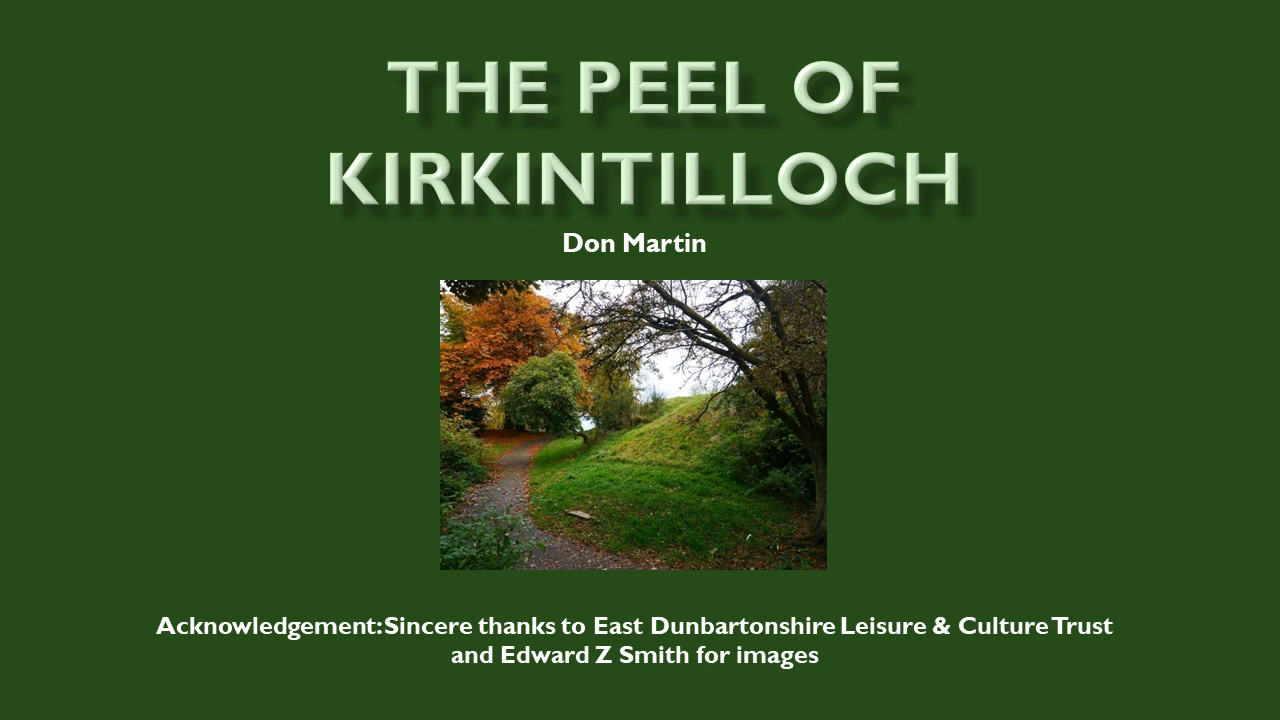 THE PEEL OF
KIRKINTILLOCH
Don Martin
Acknowledgement:Sincere thanks to East Dunbartonshire Leisure & Culture Trust
and Edward Z Smith for images